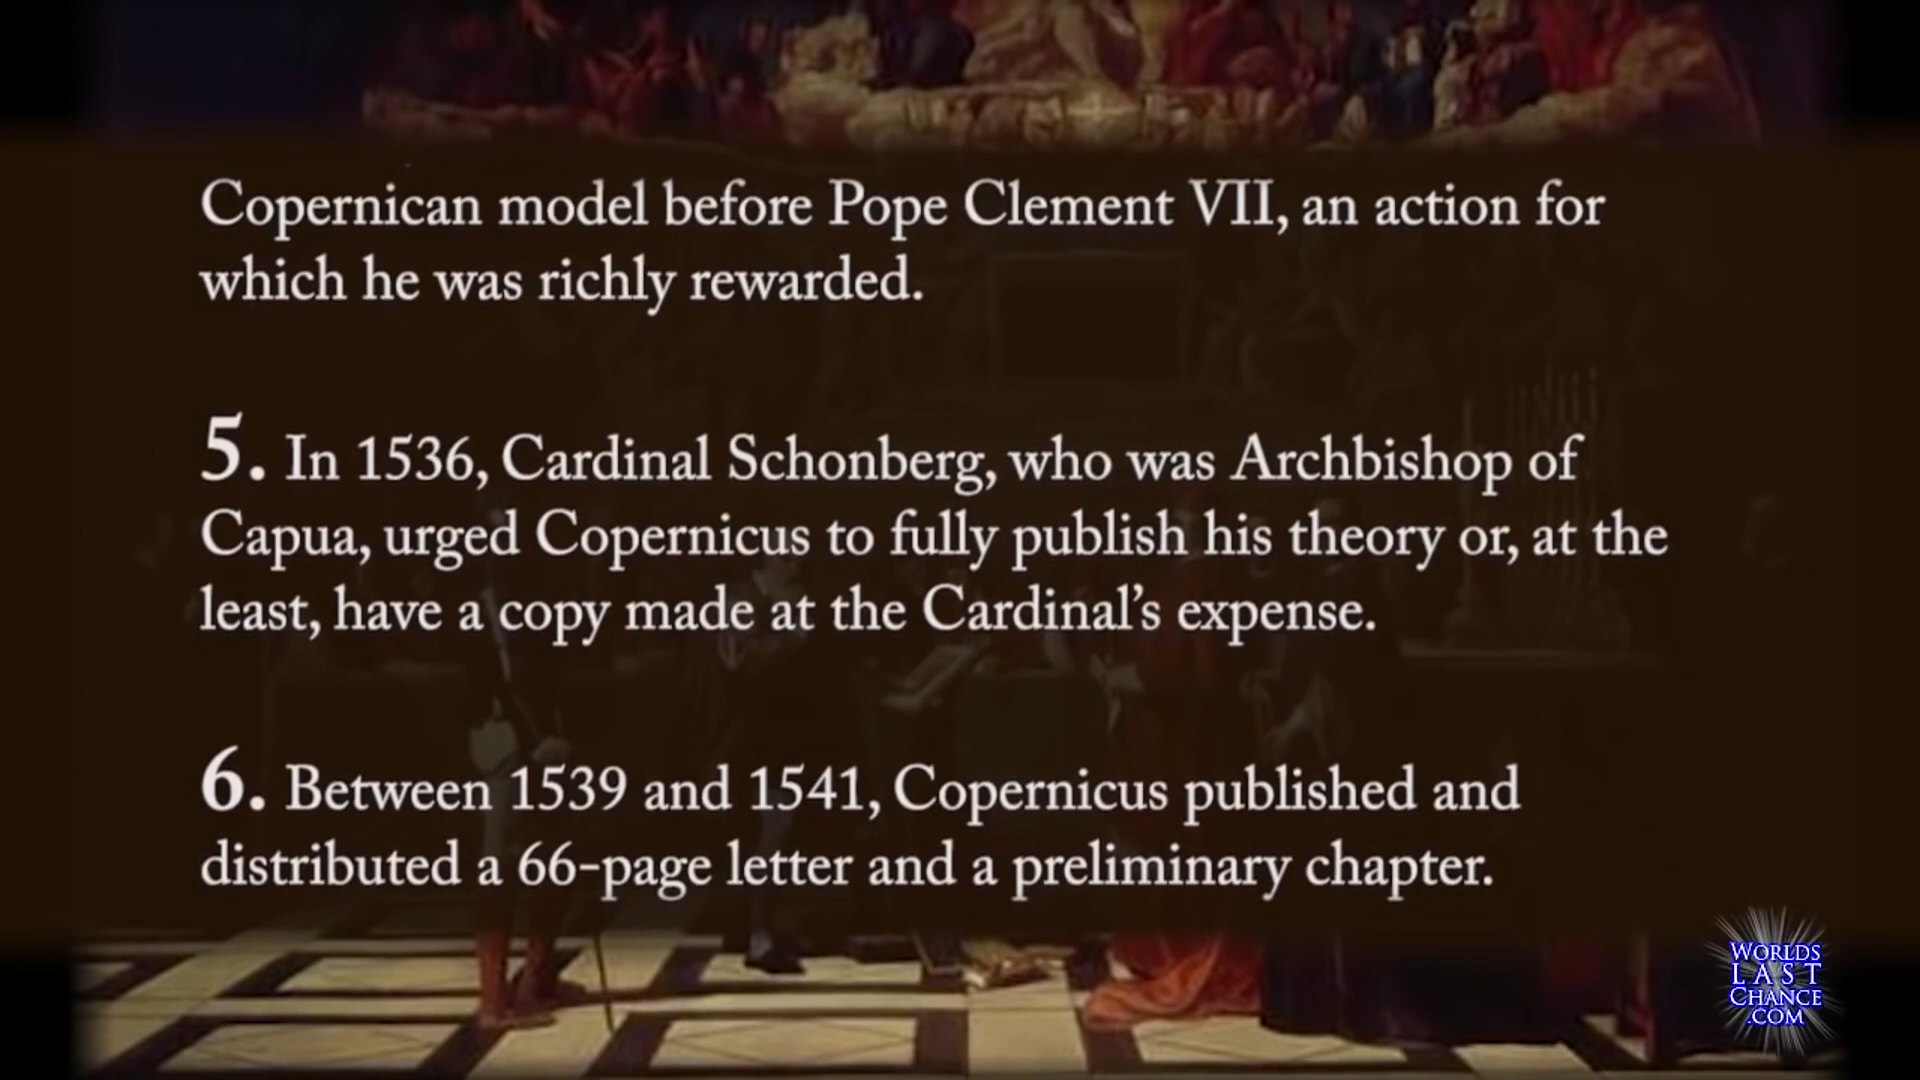 Copernican model before Pope Clement VII, an action for
which he was richly rewarded.
5. In 1536, Cardinal Schonberg, who was Archbishop of
Capua, urged Copernicus to fully publish his theory or, at the
least, have a copy made at the Cardinal’s expense.
6. Between 1539 and 1541, Copernicus published and
distributed a 66-page letter and a preliminary chapter.
WORLDS
LAST
CHANCE
.COM